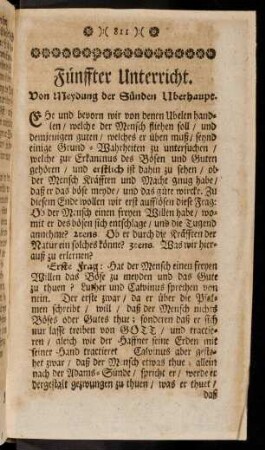 )( 811 )(
Fünffter Unterricht.
Von Meydung der Sünden Uberhaupt.
EHe und bevorn wir von denen Ubelen hand-
len / welche der Mensch fliehen soll / und
demjenigen guten / welches er üben muß / seynd
einige Grund-Wahrheiten zu untersuchen /
welche zur Erkantnus des Bösen und Guten
gehören / und erstlich ist dahin zu sehen / ob
der Mensch Kräfften und Macht genug habe /
daß er das böse meyde / und das gute würcke. Zu
diesem Ende wollen wir erst aufflösen diese Frag:
Ob der Mensch einen freyen Willen habe / wo-
mit er des bösen sich entschlage / und die Tugend
annehme? 2tens. Ob er durch die Kräfften der
Natur ein solches könne? 3tens. Was wir hier-
auß zu erlernen?
Erste Frag: Hat der Mensch einen freyen
Willen das Böse zu meyden und das Gute
zu thuen? Luther und Calvinus sprechen von
nein. Der erste zwar / da er über die Psal-
men schreibt / will / daß der Mensch nichts
Böses oder Gutes thue; sonderen daß er sich
nur lasse treiben von GOTT / und tractie-
ren / gleich wie der Haffner seine Erden mit
seiner Hand tractieret. Calvinus aber geste-
het zwar / daß der Mensch etwas thue; allein
nach der Adams-Sünde / spricht er / werde er
dergestalt gezwungen zu thuen / was er thuet /
daß